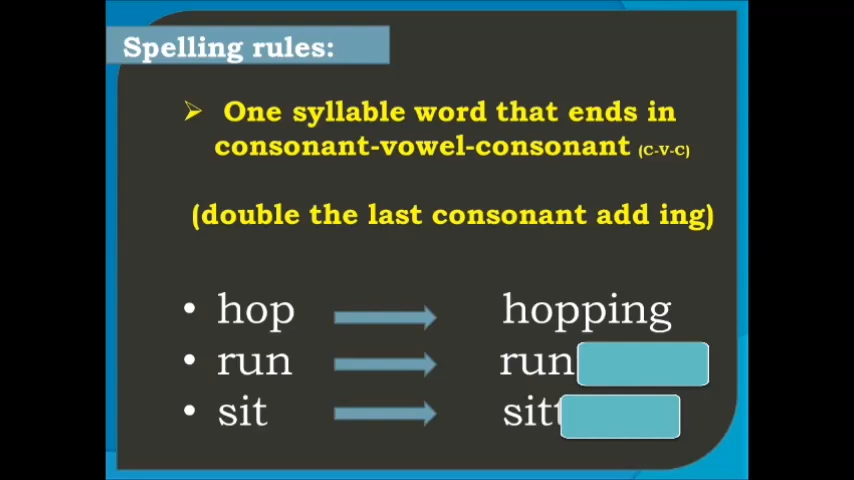 Spelling rules:
➢ One syllable word that ends in
consonant-vowel-consonant (C-V-C)
(double the last consonant add ing)
• hop hopping
• run run
• sit sitt